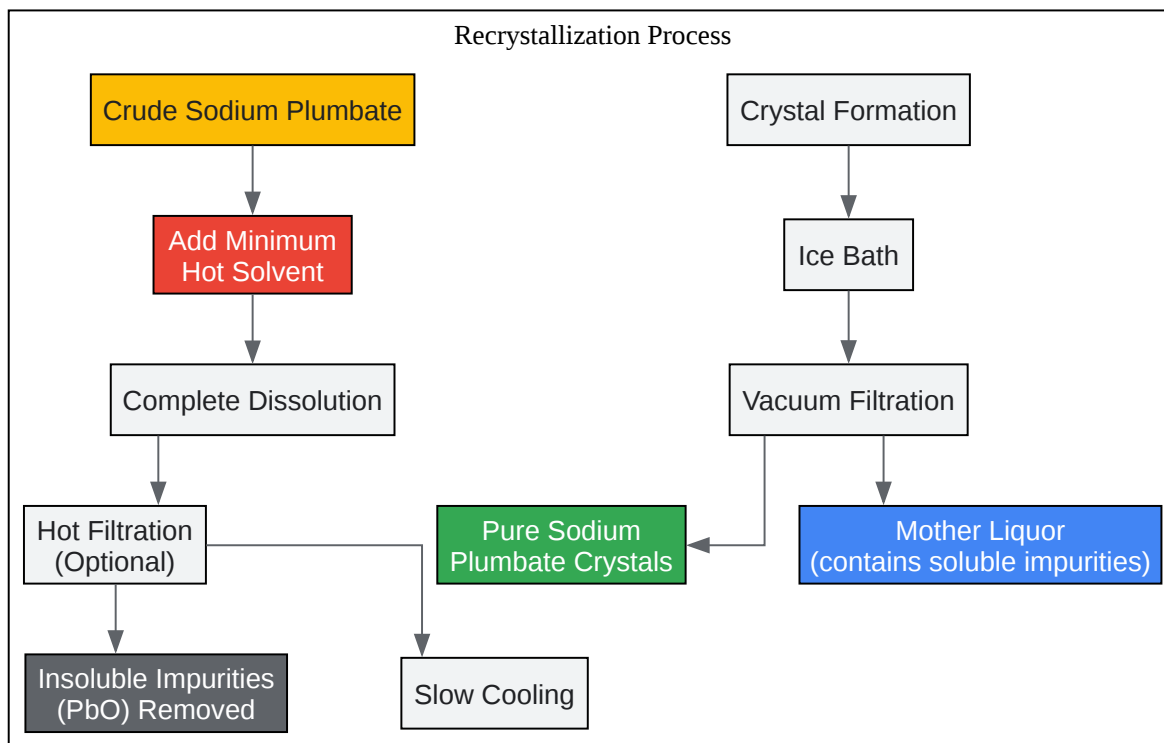 Recrystallization Process
Crude Sodium Plumbate
Add Minimum
Hot Solvent
Complete Dissolution
Hot Filtration
(Optional)
Insoluble Impurities
(PbO) Removed
Slow Cooling
Crystal Formation
Ice Bath
Vacuum Filtration
Pure Sodium
Plumbate Crystals
Mother Liquor
(contains soluble impurities)